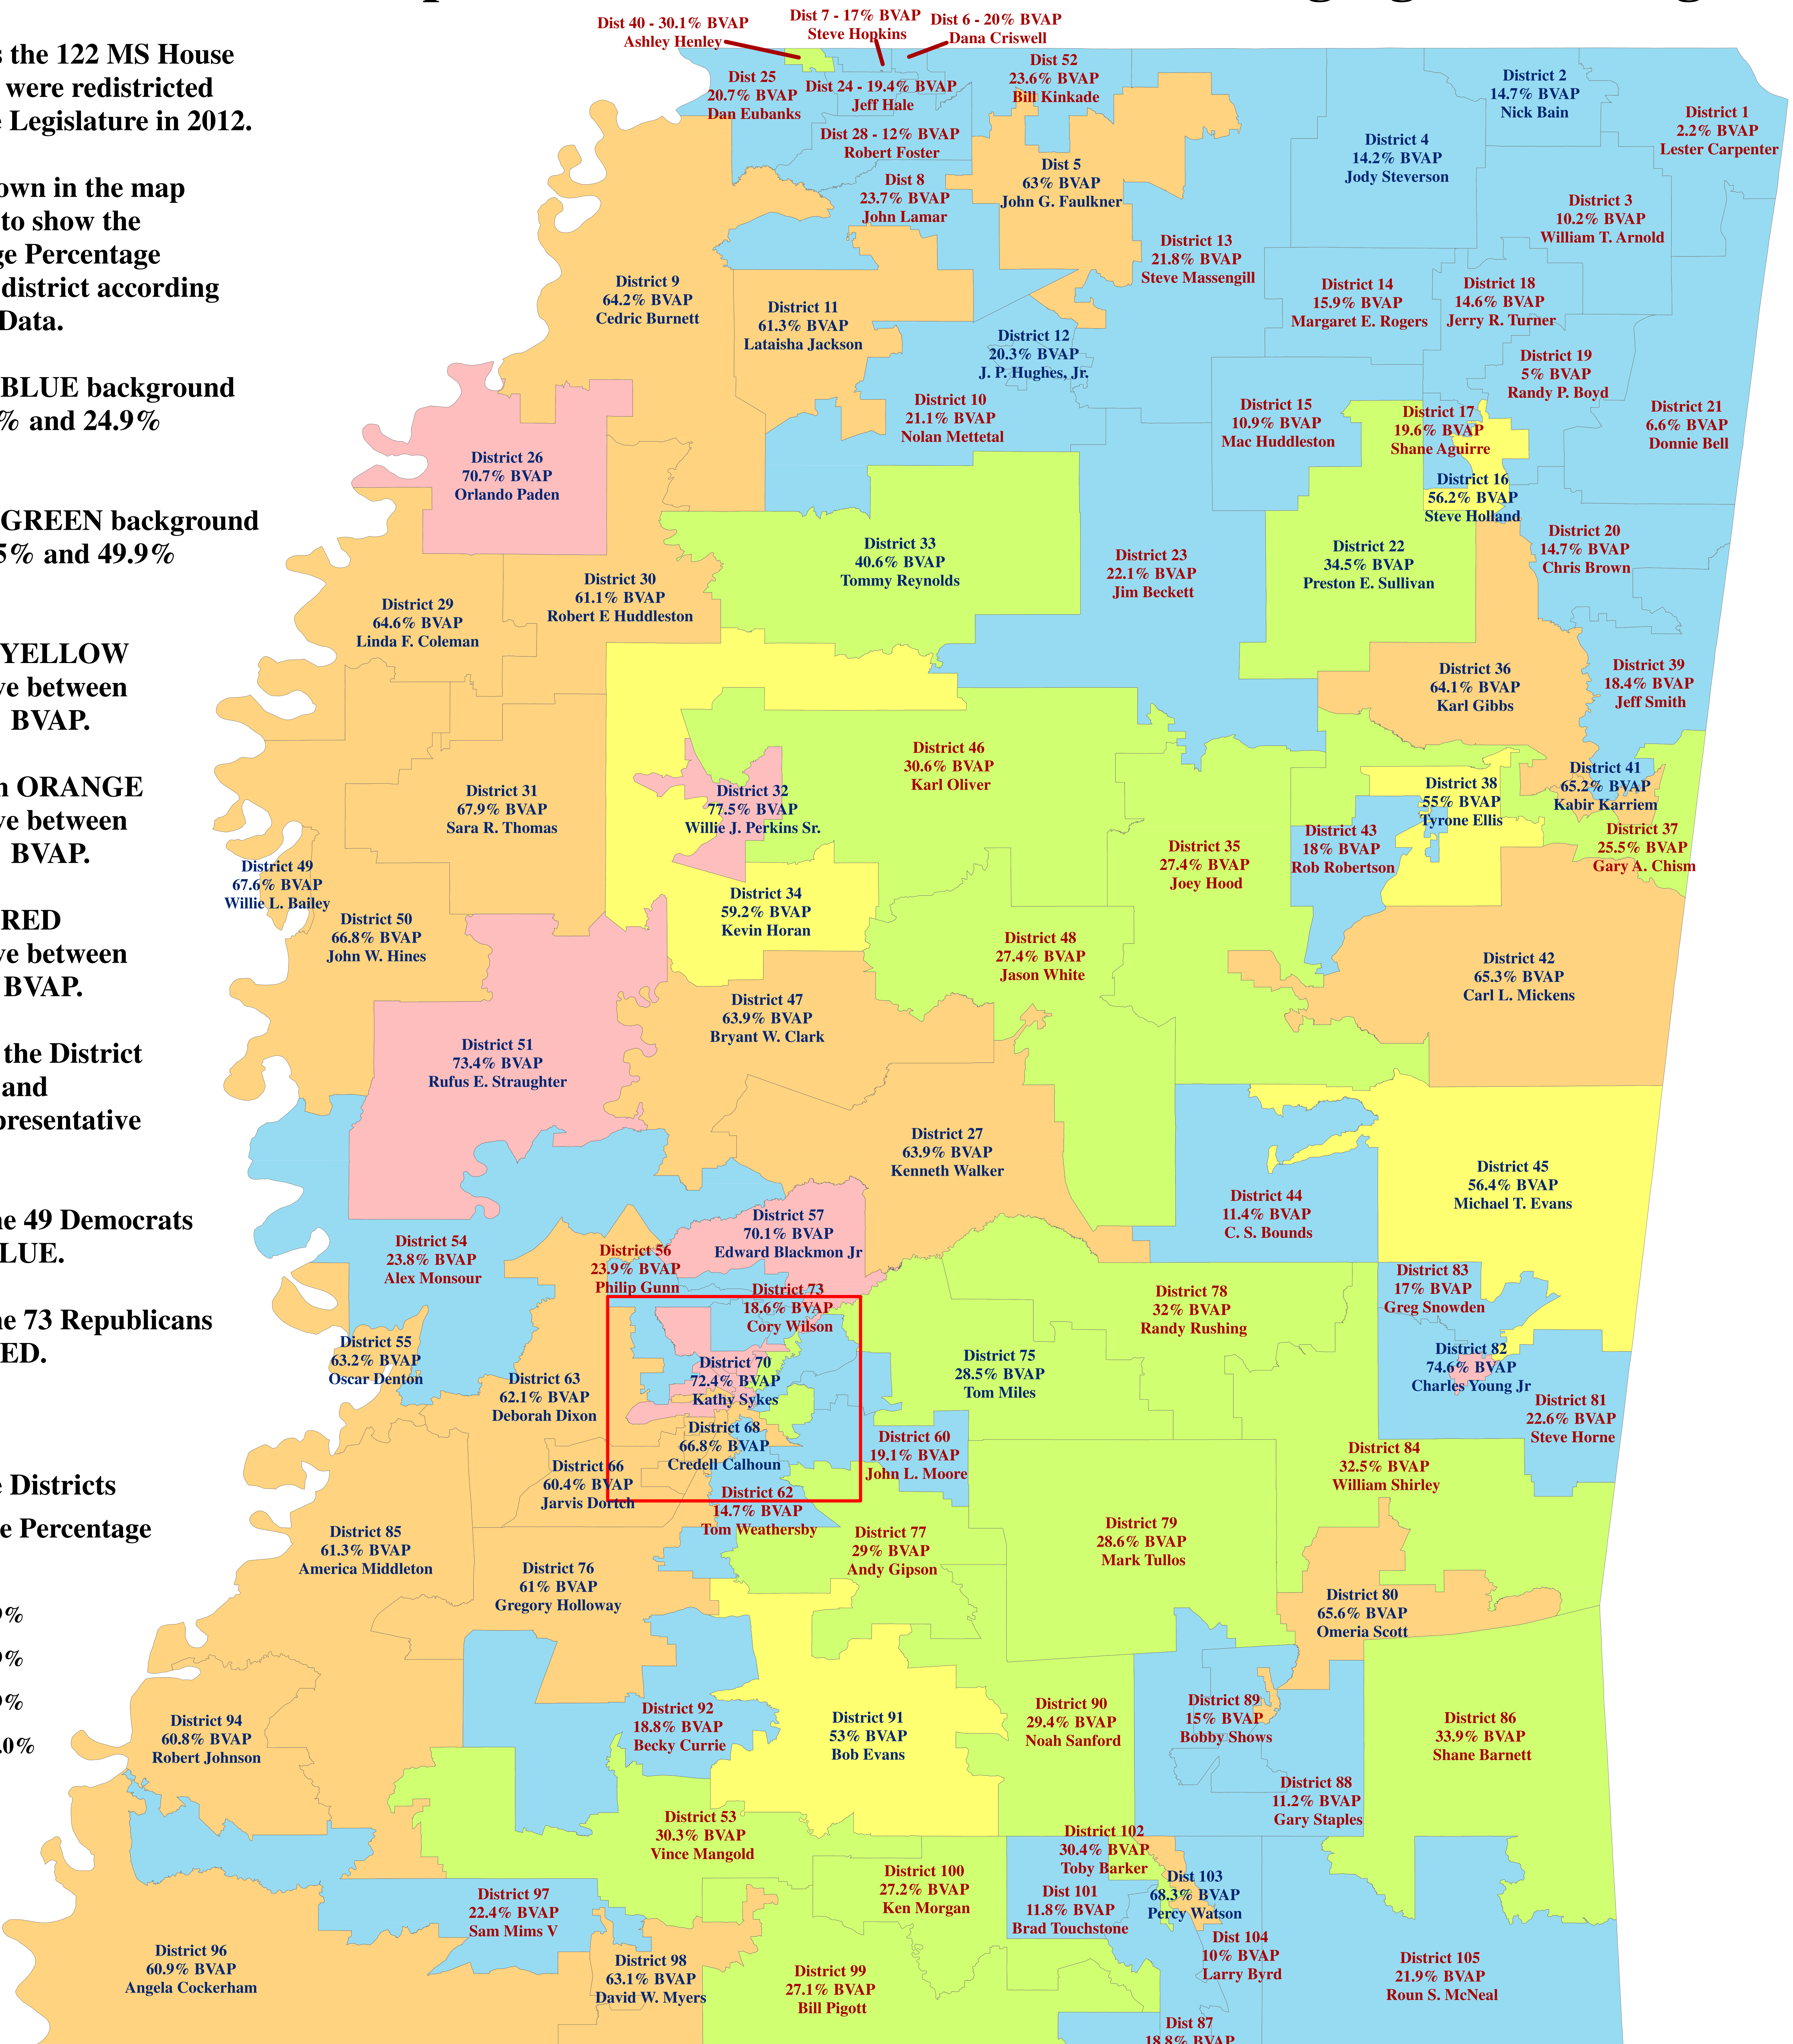 s the 122 MS House
were redistricted
e Legislature in 2012.
own in the map
to show the
ge Percentage
district according
Data.
BLUE background
% and 24.9%
GREEN background
5% and 49.9%
YELLOW
ve between
BVAP.
n ORANGE
ve between
BVAP.
RED
ve between
BVAP.
the District
and
presentative
he 49 Democrats
LUE.
he 73 Republicans
ED.
e Districts
e Percentage
%
%
%
.0%
Dist 40 - 30.1% BVAP
Ashley Henley
Dist 7 - 17% BVAP
Steve Hopkins
Dist 6 - 20% BVAP
Dana Criswell
Dist 52
23.6% BVAP
Bill Kinkade
District 25
20.7% BVAP
Dan Eubanks
Dist 24 - 19.4% BVAP
Jeff Hale
Dist 28 - 12% BVAP
Robert Foster
Dist 8
23.7% BVAP
John Lamar
Dist 5
63% BVAP
John G. Faulkner
District 2
14.7% BVAP
Nick Bain
District 1
2.2% BVAP
Lester Carpenter
District 4
14.2% BVAP
Jody Steverson
District 3
10.2% BVAP
William T. Arnold
District 13
21.8% BVAP
Steve Massengill
District 9
64.2% BVAP
Cedric Burnett
District 11
61.3% BVAP
Lataisha Jackson
District 12
20.3% BVAP
J. P. Hughes, Jr.
District 14
15.9% BVAP
Margaret E. Rogers
District 18
14.6% BVAP
Jerry R. Turner
District 19
5% BVAP
Randy P. Boyd
District 10
21.1% BVAP
Nolan Mettetal
District 15
10.9% BVAP
Mac Huddleston
District 17
19.6% BVAP
Shane Aguirre
District 21
6.6% BVAP
Donnie Bell
District 26
70.7% BVAP
Orlando Paden
District 16
56.2% BVAP
Steve Holland
District 33
40.6% BVAP
Tommy Reynolds
District 23
22.1% BVAP
Jim Beckett
District 22
34.5% BVAP
Preston E. Sullivan
District 20
14.7% BVAP
Chris Brown
District 29
64.6% BVAP
Linda F. Coleman
District 30
61.1% BVAP
Robert E Huddleston
District 36
64.1% BVAP
Karl Gibbs
District 39
18.4% BVAP
Jeff Smith
District 31
67.9% BVAP
Sara R. Thomas
District 32
77.5% BVAP
Willie J. Perkins Sr.
District 46
30.6% BVAP
Karl Oliver
District 38
55% BVAP
Tyrone Ellis
District 41
65.2% BVAP
Kabir Karriem
District 37
25.5% BVAP
Gary A. Chism
District 43
18% BVAP
Rob Robertson
District 35
27.4% BVAP
Joey Hood
District 49
67.6% BVAP
Willie L. Bailey
District 50
66.8% BVAP
John W. Hines
District 34
59.2% BVAP
Kevin Horan
District 48
27.4% BVAP
Jason White
District 42
65.3% BVAP
Carl L. Mickens
District 47
63.9% BVAP
Bryant W. Clark
District 51
73.4% BVAP
Rufus E. Straughter
District 27
63.9% BVAP
Kenneth Walker
District 45
56.4% BVAP
Michael T. Evans
District 44
11.4% BVAP
C. S. Bounds
District 57
70.1% BVAP
Edward Blackmon Jr
District 54
23.8% BVAP
Alex Monsour
District 56
23.9% BVAP
Philip Gunn
District 73
18.6% BVAP
Cory Wilson
District 78
32% BVAP
Randy Rushing
District 83
17% BVAP
Greg Snowden
District 55
63.2% BVAP
Oscar Denton
District 63
62.1% BVAP
Deborah Dixon
District 70
72.4% BVAP
Kathy Sykes
District 75
28.5% BVAP
Tom Miles
District 82
74.6% BVAP
Charles Young Jr
District 81
22.6% BVAP
Steve Horne
District 68
66.8% BVAP
Credell Calhoun
District 60
19.1% BVAP
John L. Moore
District 66
60.4% BVAP
Jarvis Dortch
District 62
14.7% BVAP
Tom Weathersby
District 84
32.5% BVAP
William Shirley
District 85
61.3% BVAP
America Middleton
District 77
29% BVAP
Andy Gipson
District 79
28.6% BVAP
Mark Tullos
District 76
61% BVAP
Gregory Holloway
District 80
65.6% BVAP
Omeria Scott
District 94
60.8% BVAP
Robert Johnson
District 92
18.8% BVAP
Becky Currie
District 91
53% BVAP
Bob Evans
District 90
29.4% BVAP
Noah Sanford
District 89
15% BVAP
Bobby Shows
District 86
33.9% BVAP
Shane Barnett
District 88
11.2% BVAP
Gary Staples
District 53
30.3% BVAP
Vince Mangold
District 102
30.4% BVAP
Toby Barker
District 100
27.2% BVAP
Ken Morgan
Dist 101
11.8% BVAP
Brad Touchstone
Dist 103
68.3% BVAP
Percy Watson
District 97
22.4% BVAP
Sam Mims V
Dist 104
10% BVAP
Larry Byrd
District 96
60.9% BVAP
Angela Cockerham
District 98
63.1% BVAP
David W. Myers
District 99
27.1% BVAP
Bill Pigott
District 105
21.9% BVAP
Roun S. McNeal
Dist 87
18.8% BVAP